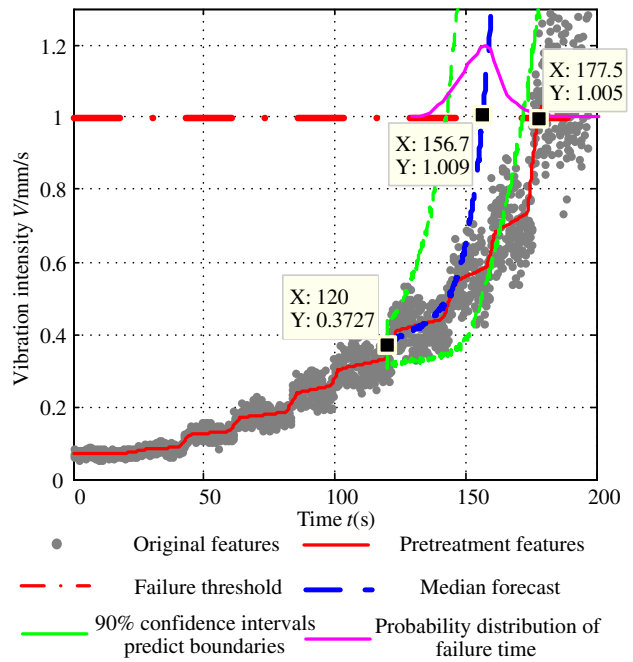 1.2
1
0.8
0.6
0.4
0.2
0
Vibration intensity V/mm/s
X: 177.5
Y: 1.005
X: 156.7
Y: 1.009
X: 120
Y: 0.3727
0 50 100 150 200
Time t(s)
Original features
Pretreatment features
Failure threshold
Median forecast
90% confidence intervals
predict boundaries
Probability distribution of
failure time